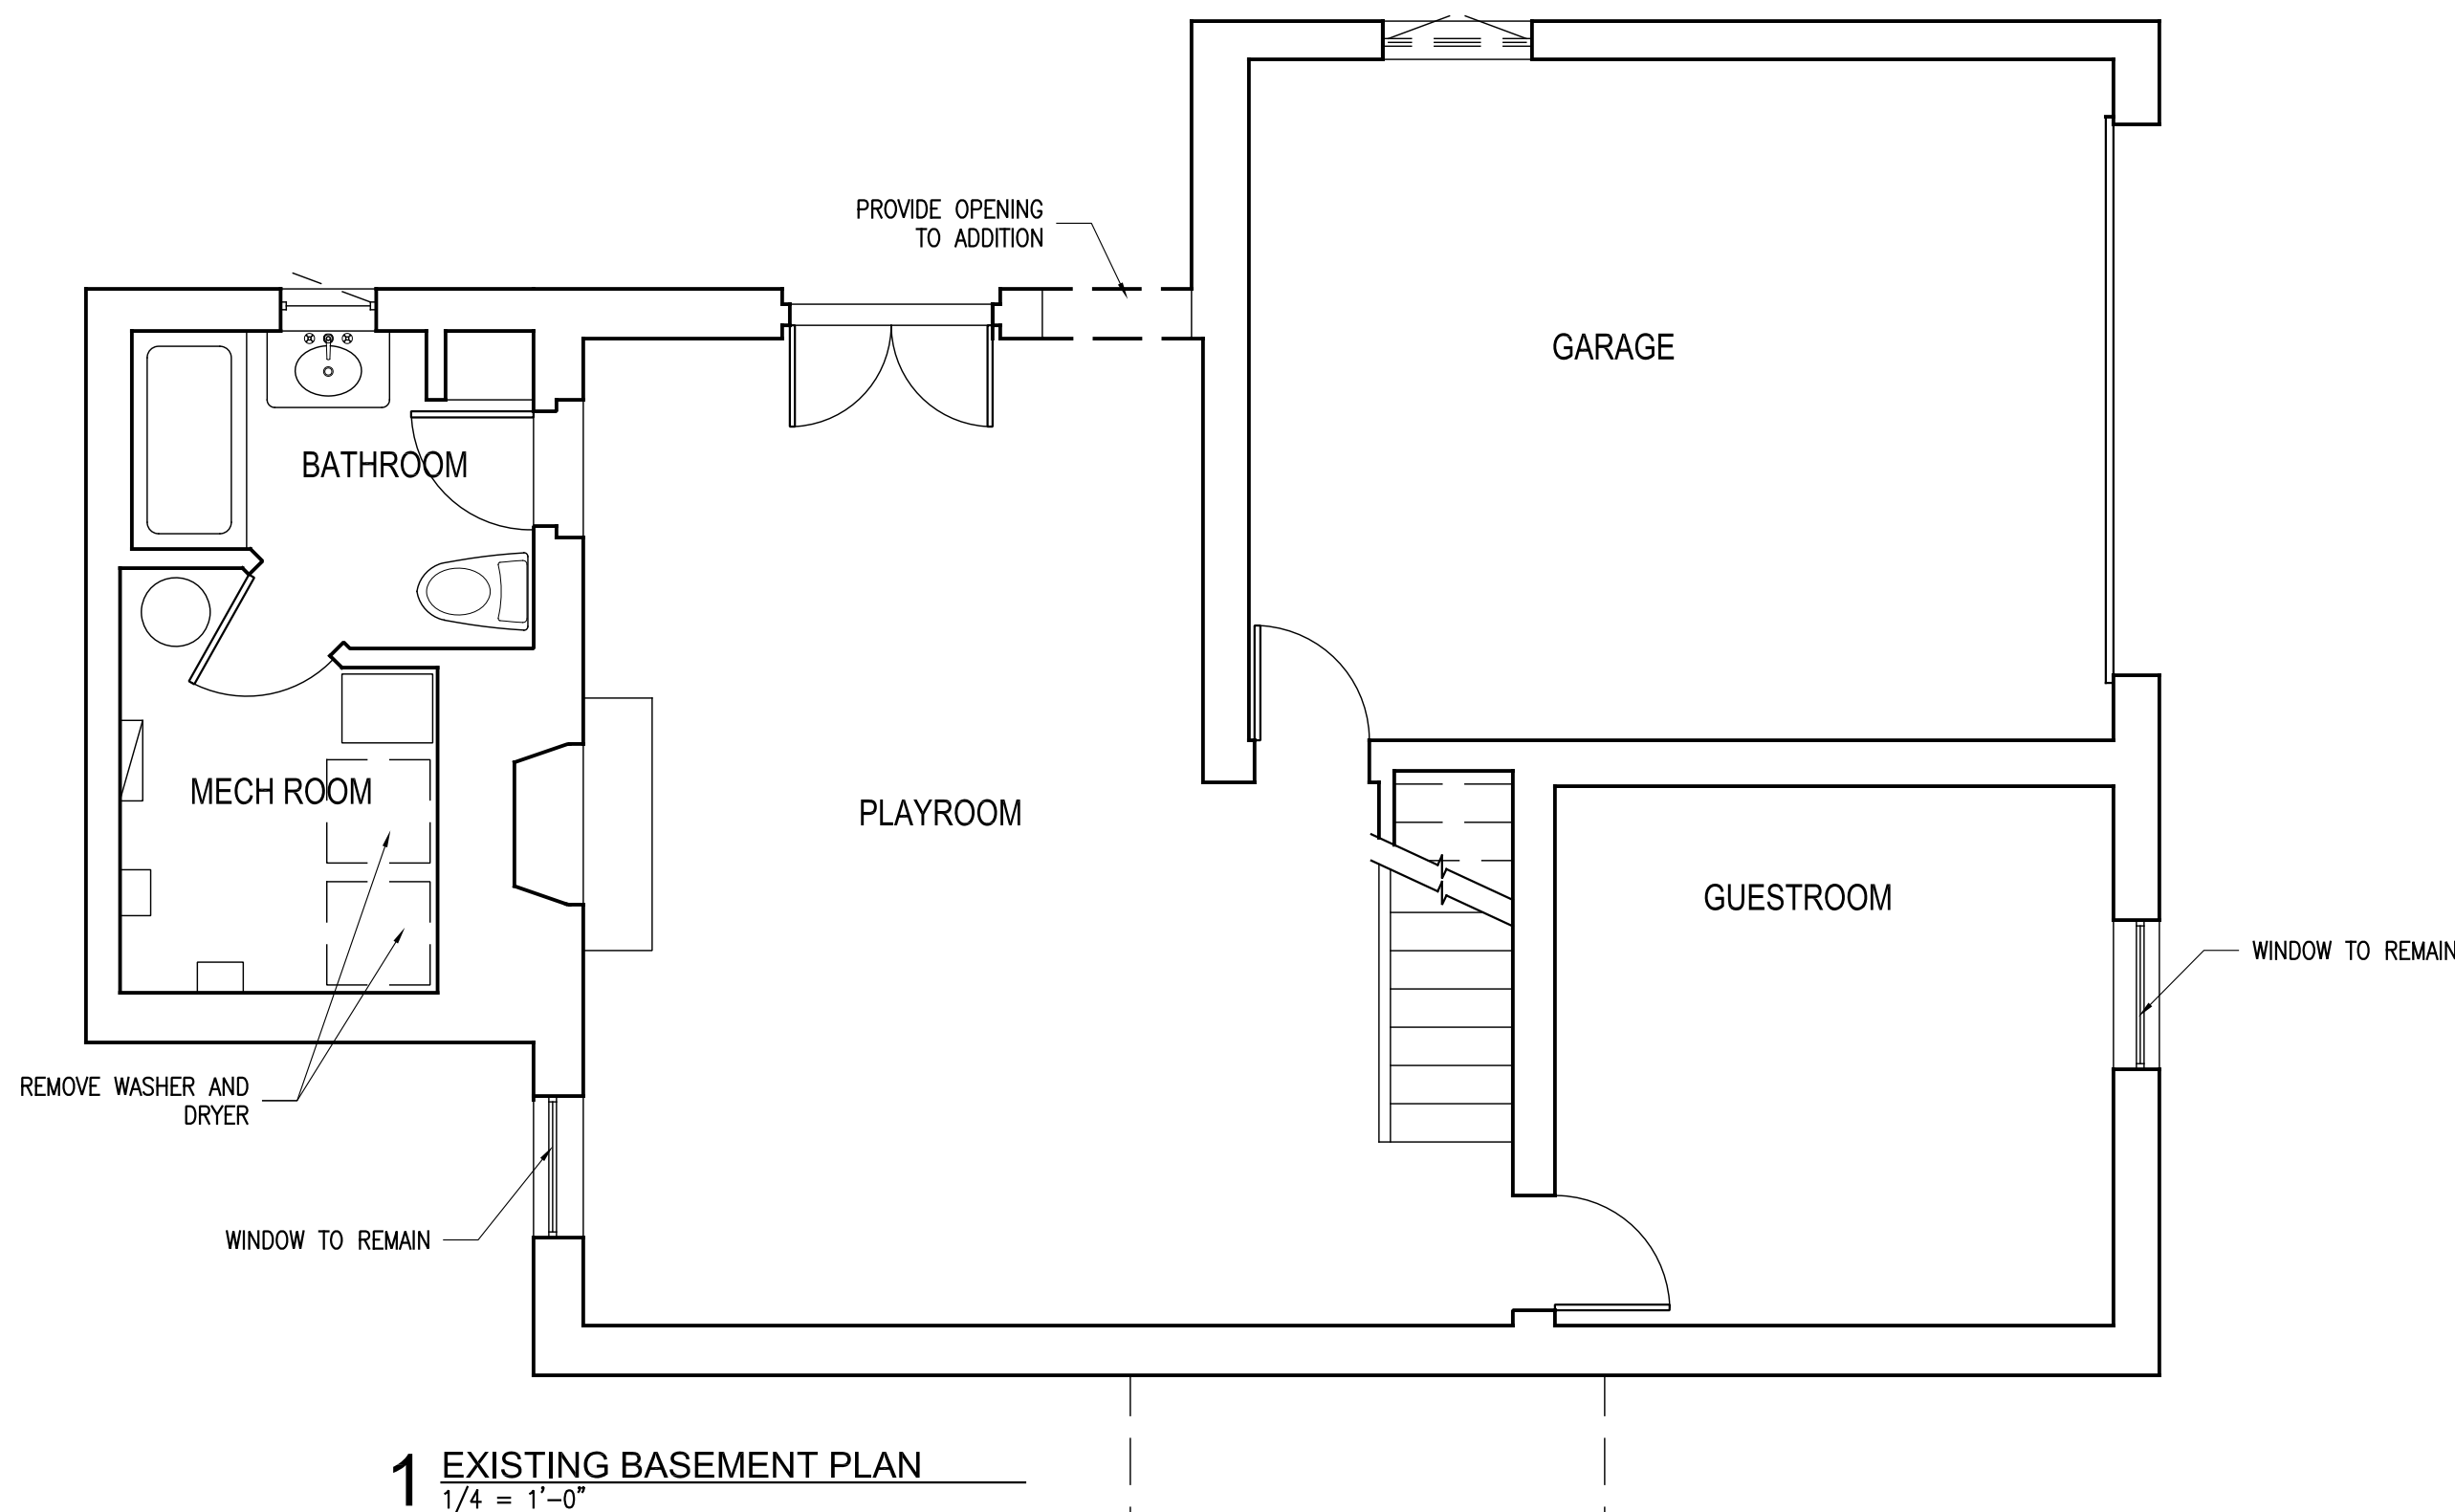 PROVIDE OPENING
TO ADDITION
GARAGE
BATHROOM
MECH ROOM
PLAYROOM
GUESTROOM
WINDOW TO REMAIN
REMOVE WASHER AND
DRYER
WINDOW TO REMAIN
1 EXISTING BASEMENT PLAN
1/4 = 1'-0"